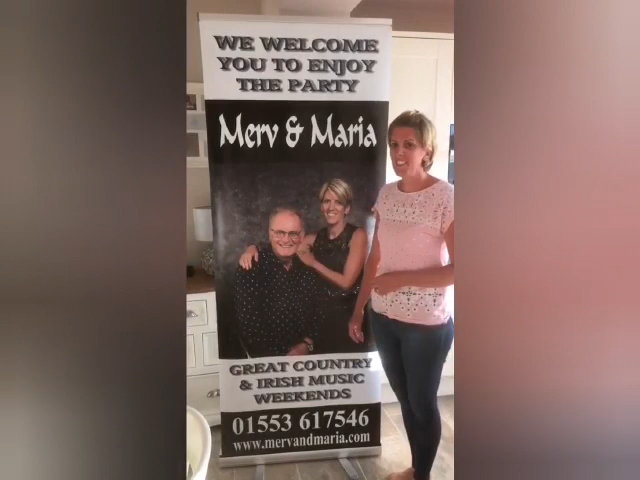 WE WELCOME
YOU TO ENJOY
THE PARTY
Merv & Maria
GREAT COUNTRY
& IRISH MUSIC
WEEKENDS
01553 617546
www.mervandmaria.com